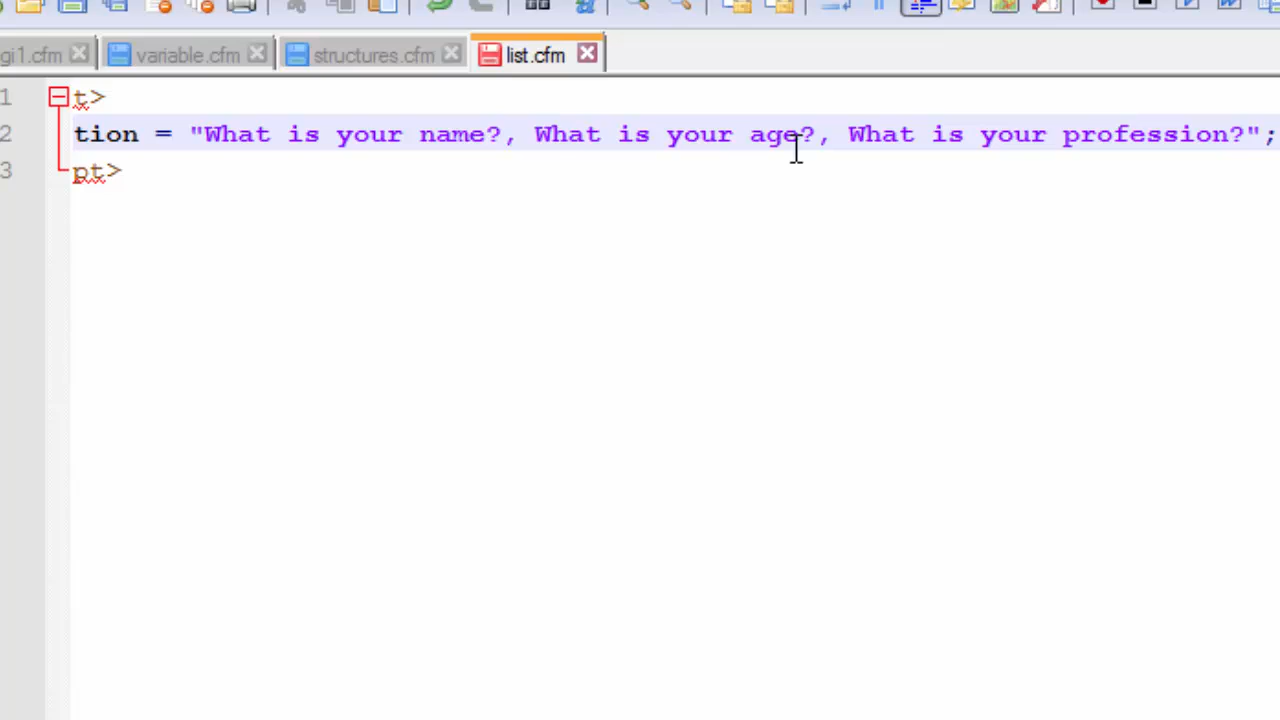 gi1.cfm variable.cfm structures.cfm list.cfm
1 t>
2 tion = "What is your name?, What is your age?, What is your profession?";
3 pt>